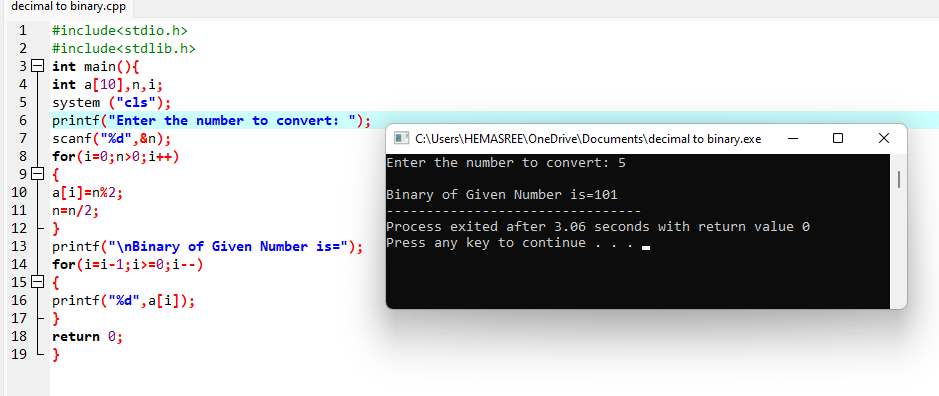 decimal to binary.cpp
1 #include<stdio.h>
2 #include<stdlib.h>
3 int main(){
4 int a[10],n,i;
5 system ("cls");
6 printf("Enter the number to convert: ");
7 scanf("%d",&n);
8 for(i=0;n>0;i++)
9 {
10 a[i]=n%2;
11 n=n/2;
12 }
13 printf("\nBinary of Given Number is=");
14 for(i=i-1;i>=0;i--)
15 {
16 printf("%d",a[i]);
17 }
18 return 0;
19 }
C:\Users\HEMASREE\OneDrive\Documents\decimal to binary.exe
Enter the number to convert: 5
Binary of Given Number is=101
--------------------------------
Process exited after 3.06 seconds with return value 0
Press any key to continue . . .